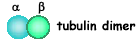 α β
tubulin dimer